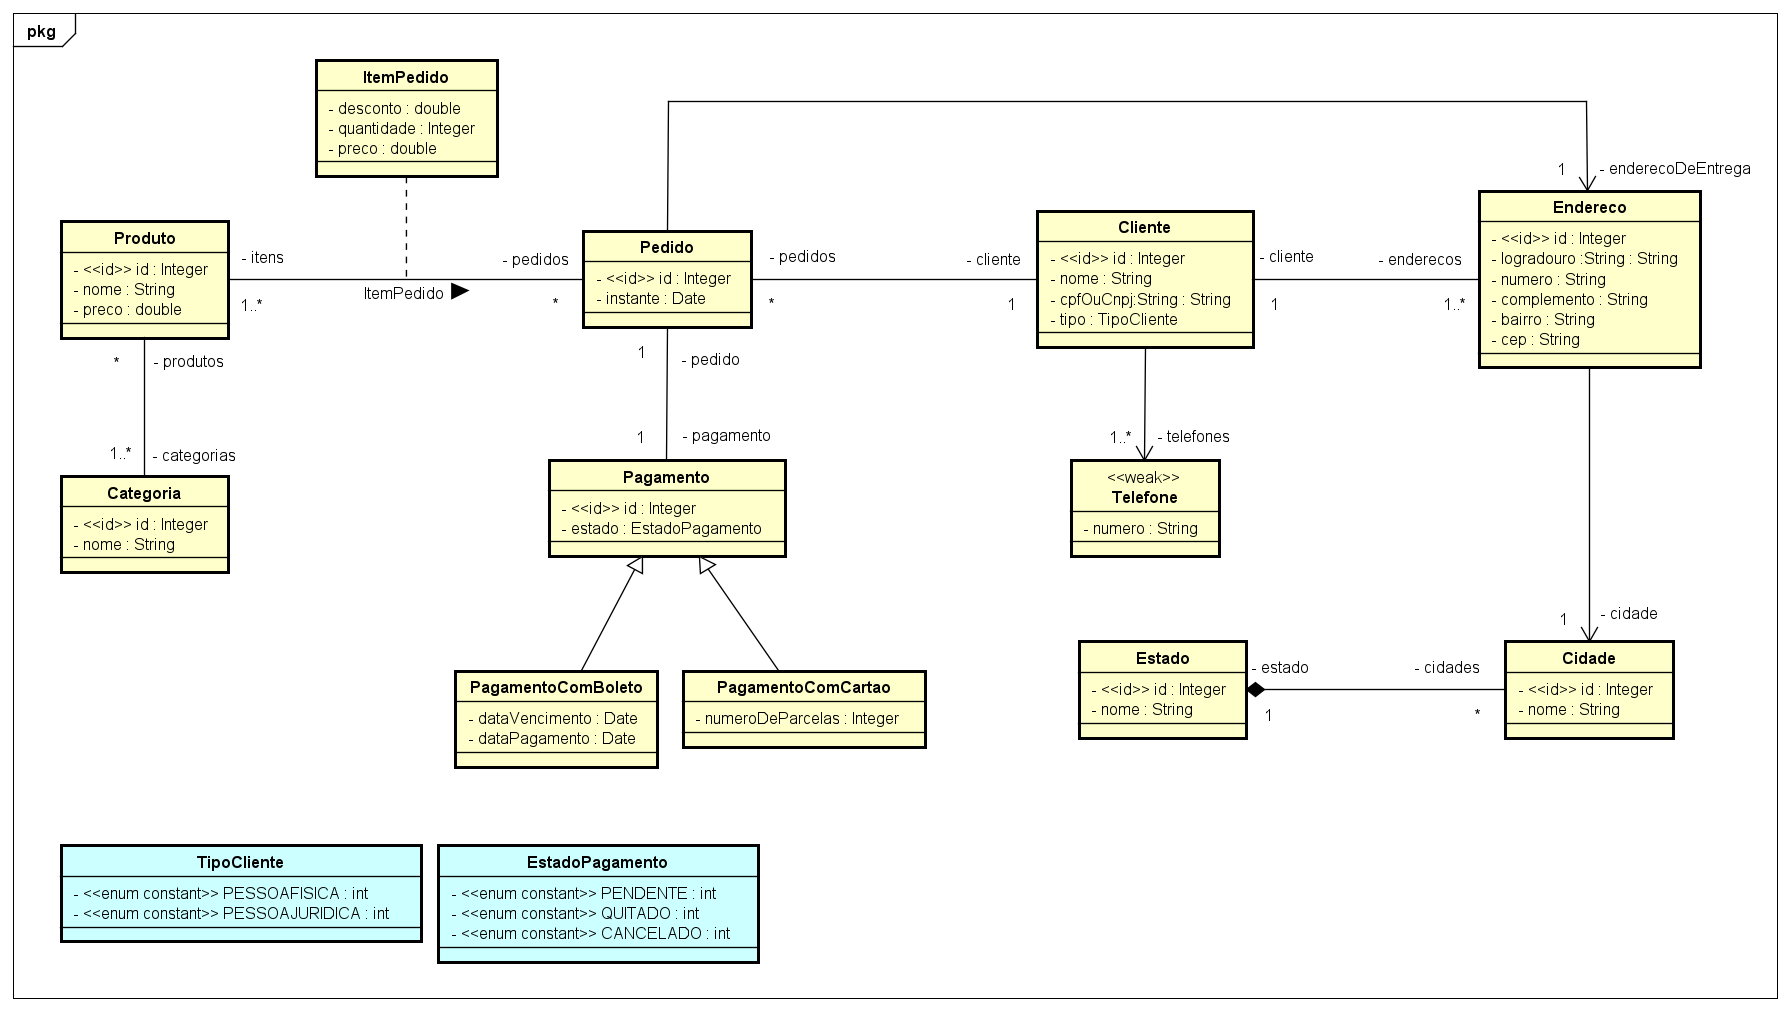 pkg
ItemPedido
- desconto : double
- quantidade : Integer
- preco : double
1
- enderecoDeEntrega
Produto
- <<id>> id : Integer
- nome : String
- preco : double
- itens
1..*
ItemPedido
- pedidos
*
Pedido
- <<id>> id : Integer
- instante : Date
- pedidos
*
- cliente
1
Cliente
- <<id>> id : Integer
- nome : String
- cpfOuCnpj:String : String
- tipo : TipoCliente
- cliente
1
- enderecos
1..*
Endereco
- <<id>> id : Integer
- logradouro :String : String
- numero : String
- complemento : String
- bairro : String
- cep : String
*
- produtos
1..*
- categorias
Categoria
- <<id>> id : Integer
- nome : String
1
- pedido
1
- pagamento
Pagamento
- <<id>> id : Integer
- estado : EstadoPagamento
1..*
- telefones
<<weak>>
Telefone
- numero : String
1
- cidade
PagamentoComBoleto
- dataVencimento : Date
- dataPagamento : Date
PagamentoComCartao
- numeroDeParcelas : Integer
Estado
- <<id>> id : Integer
- nome : String
- estado
1
- cidades
*
Cidade
- <<id>> id : Integer
- nome : String
TipoCliente
- <<enum constant>> PESSOAFISICA : int
- <<enum constant>> PESSOAJURIDICA : int
EstadoPagamento
- <<enum constant>> PENDENTE : int
- <<enum constant>> QUITADO : int
- <<enum constant>> CANCELADO : int